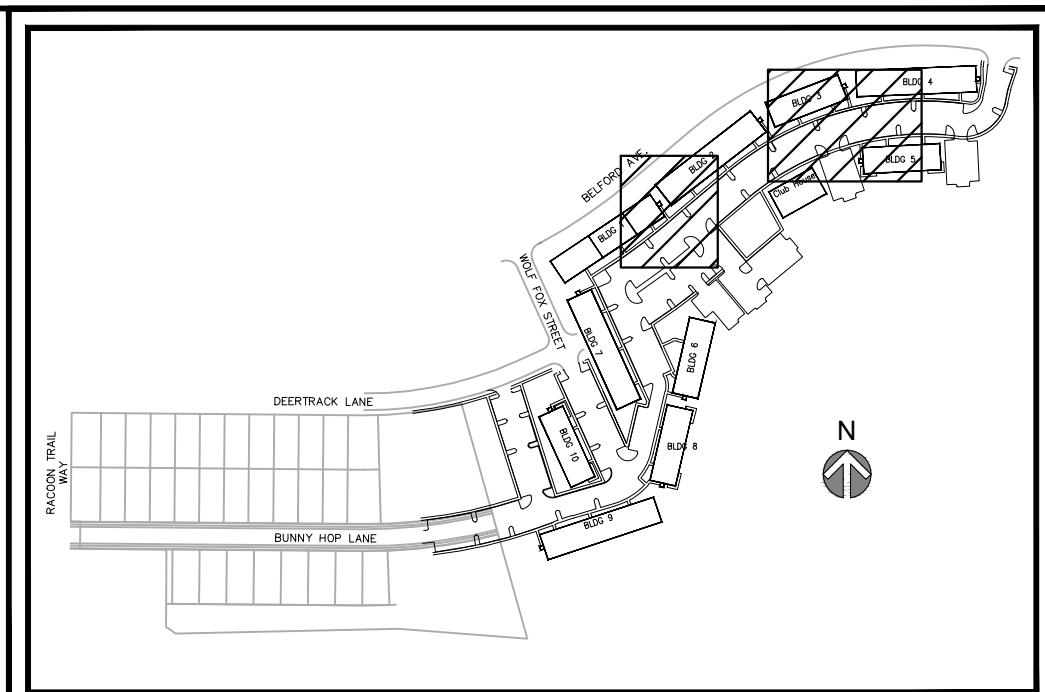 BLDG 4
BLDG 3
BELFORD AVE.
BLDG 2
BLDG 5
Club House
BLDG 1
WOLF FOX STREET
BLDG 7
BLDG 6
DEERTRACK LANE
N
RACOON TRAIL
WAY
BLDG 10
BLDG 8
BLDG 9
BUNNY HOP LANE